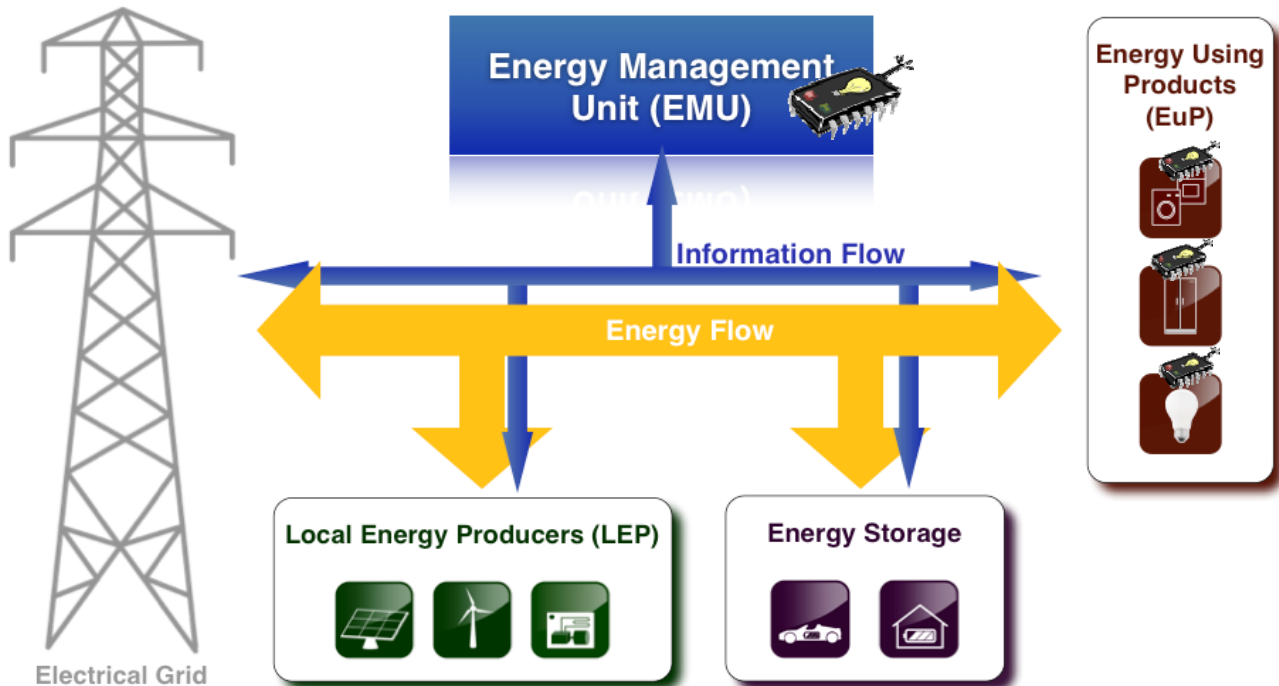 Energy Management
Unit (EMU)
Energy Using
Products
(EuP)
Information Flow
Energy Flow
Local Energy Producers (LEP)
Energy Storage
Electrical Grid